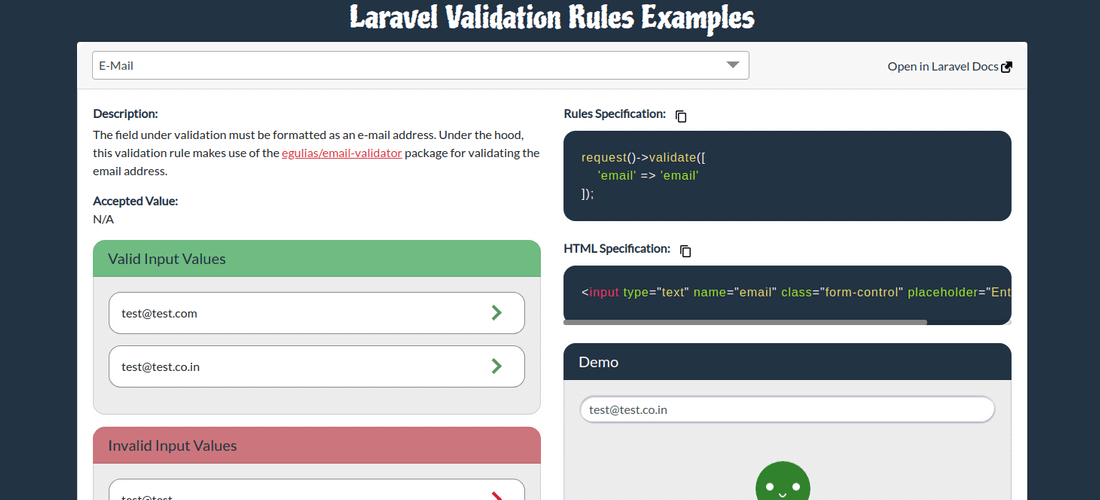 Laravel Validation Rules Examples
E-Mail
Open in Laravel Docs
Description:
The field under validation must be formatted as an e-mail address. Under the hood,
this validation rule makes use of the egulias/email-validator package for validating the
email address.
Accepted Value:
N/A
Valid Input Values
test@test.com
test@test.co.in
Invalid Input Values
test@test
Rules Specification:
request()->validate([
'email' => 'email'
]);
HTML Specification:
<input type="text" name="email" class="form-control" placeholder="Ent
Demo
test@test.co.in